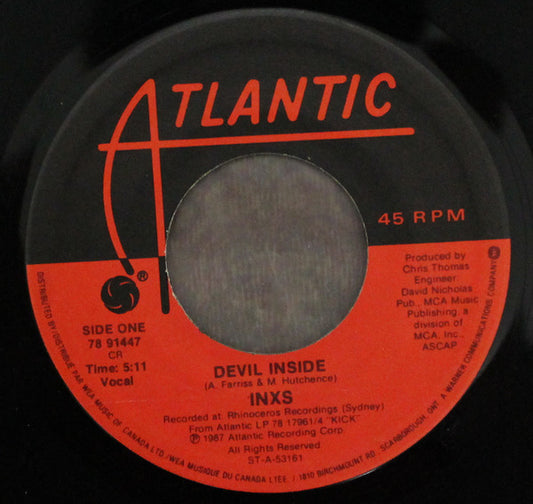 ATLANTIC
®
45 RPM
SIDE ONE
78 91447
CR
Time: 5:11
Vocal
Produced by
Chris Thomas
Engineer:
David Nicholas
Pub., MCA Music
Publishing, a
division of
MCA, Inc.,
ASCAP
DEVIL INSIDE
(A. Farriss & M. Hutchence)
INXS
Recorded at: Rhinoceros Recordings (Sydney)
From Atlantic LP 78 17961/4 "KICK"
℗ 1987 Atlantic Recording Corp.
All Rights Reserved
ST-A-53161
DISTRIBUTED BY/DISTRIBUE PAR WEA MUSIC OF CANADA LTD./WEA MUSIQUE DU CANADA LTÉE. / 1810 BIRCHMOUNT RD., SCARBOROUGH, ONT. A WARNER COMMUNICATIONS COMPANY